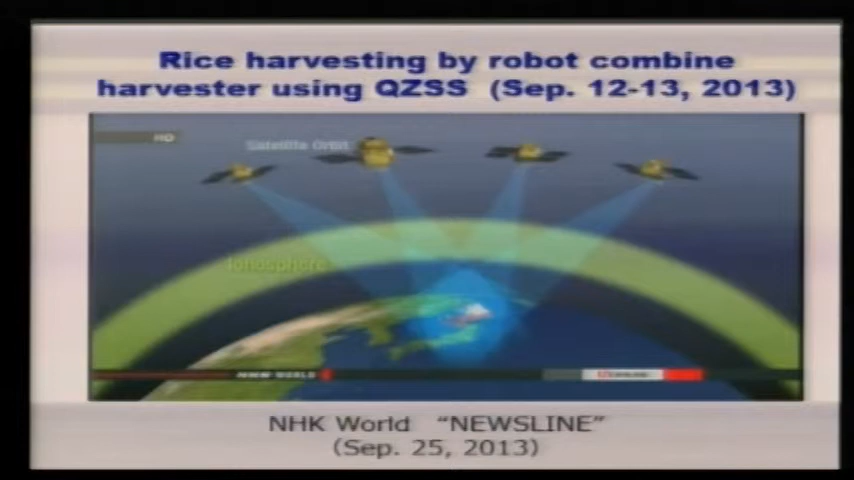 Rice harvesting by robot combine
harvester using QZSS (Sep. 12-13, 2013)
HD
Satellite Orbit
Ionosphere
NHK WORLD
NHK World “NEWSLINE”
(Sep. 25, 2013)